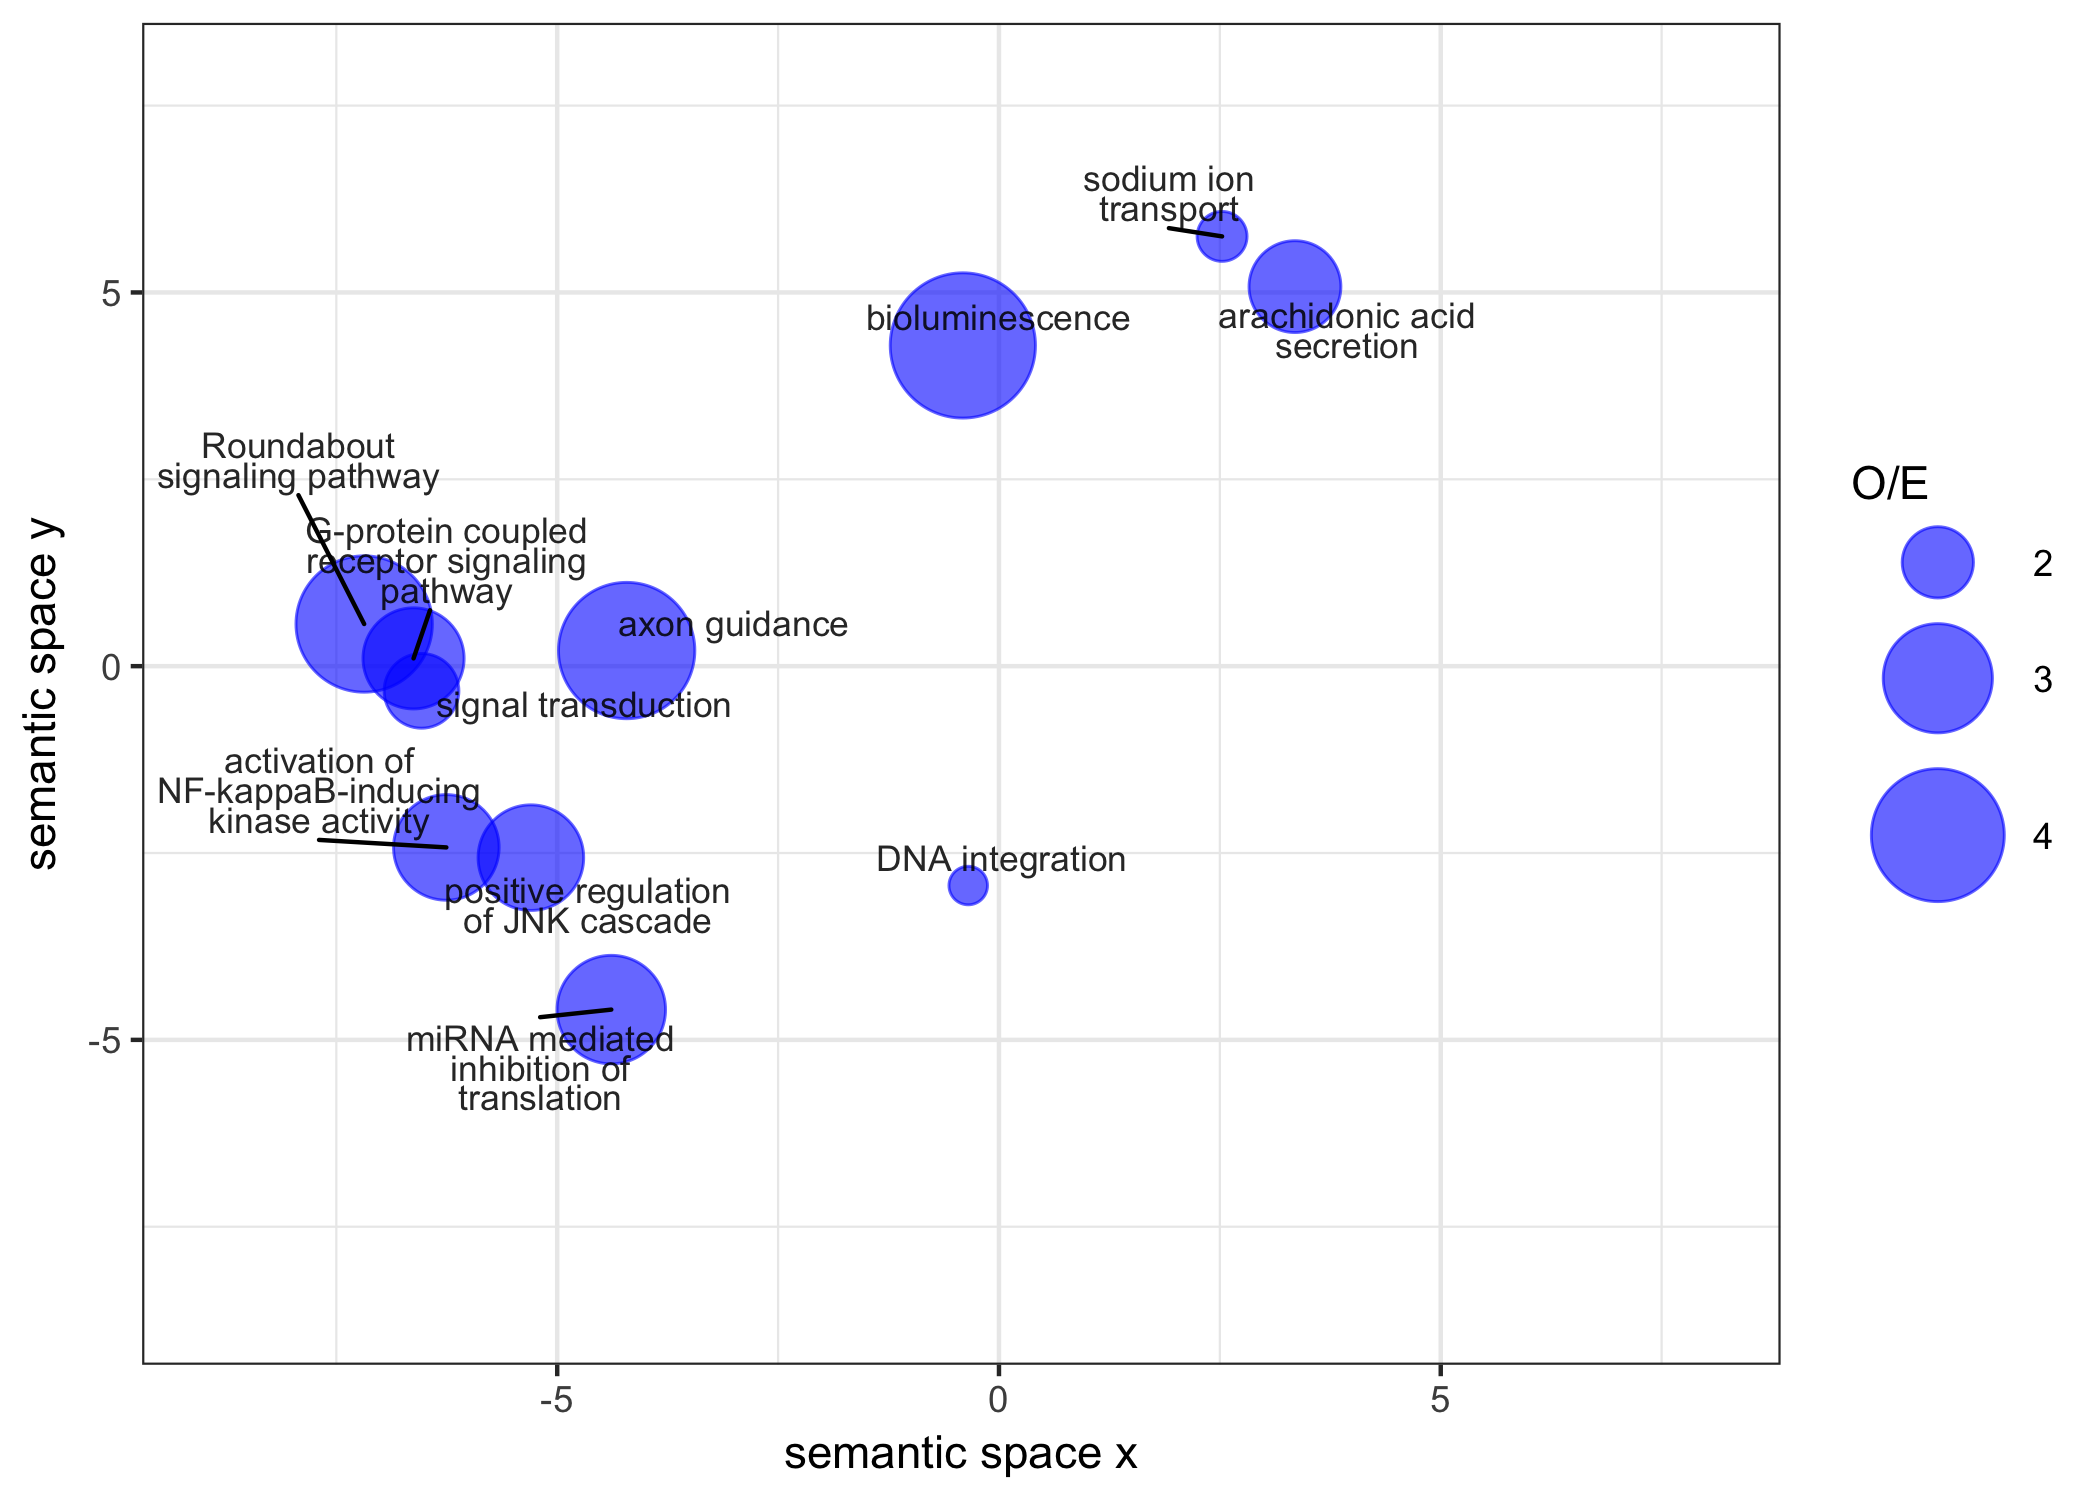 sodium ion
transport
bioluminescence
arachidonic acid
secretion
Roundabout
signaling pathway
G-protein coupled
receptor signaling
pathway
axon guidance
signal transduction
activation of
NF-kappaB-inducing
kinase activity
positive regulation
of JNK cascade
DNA integration
miRNA mediated
inhibition of
translation
5
0
-5
semantic space y
-5
0
5
semantic space x
O/E
2
3
4